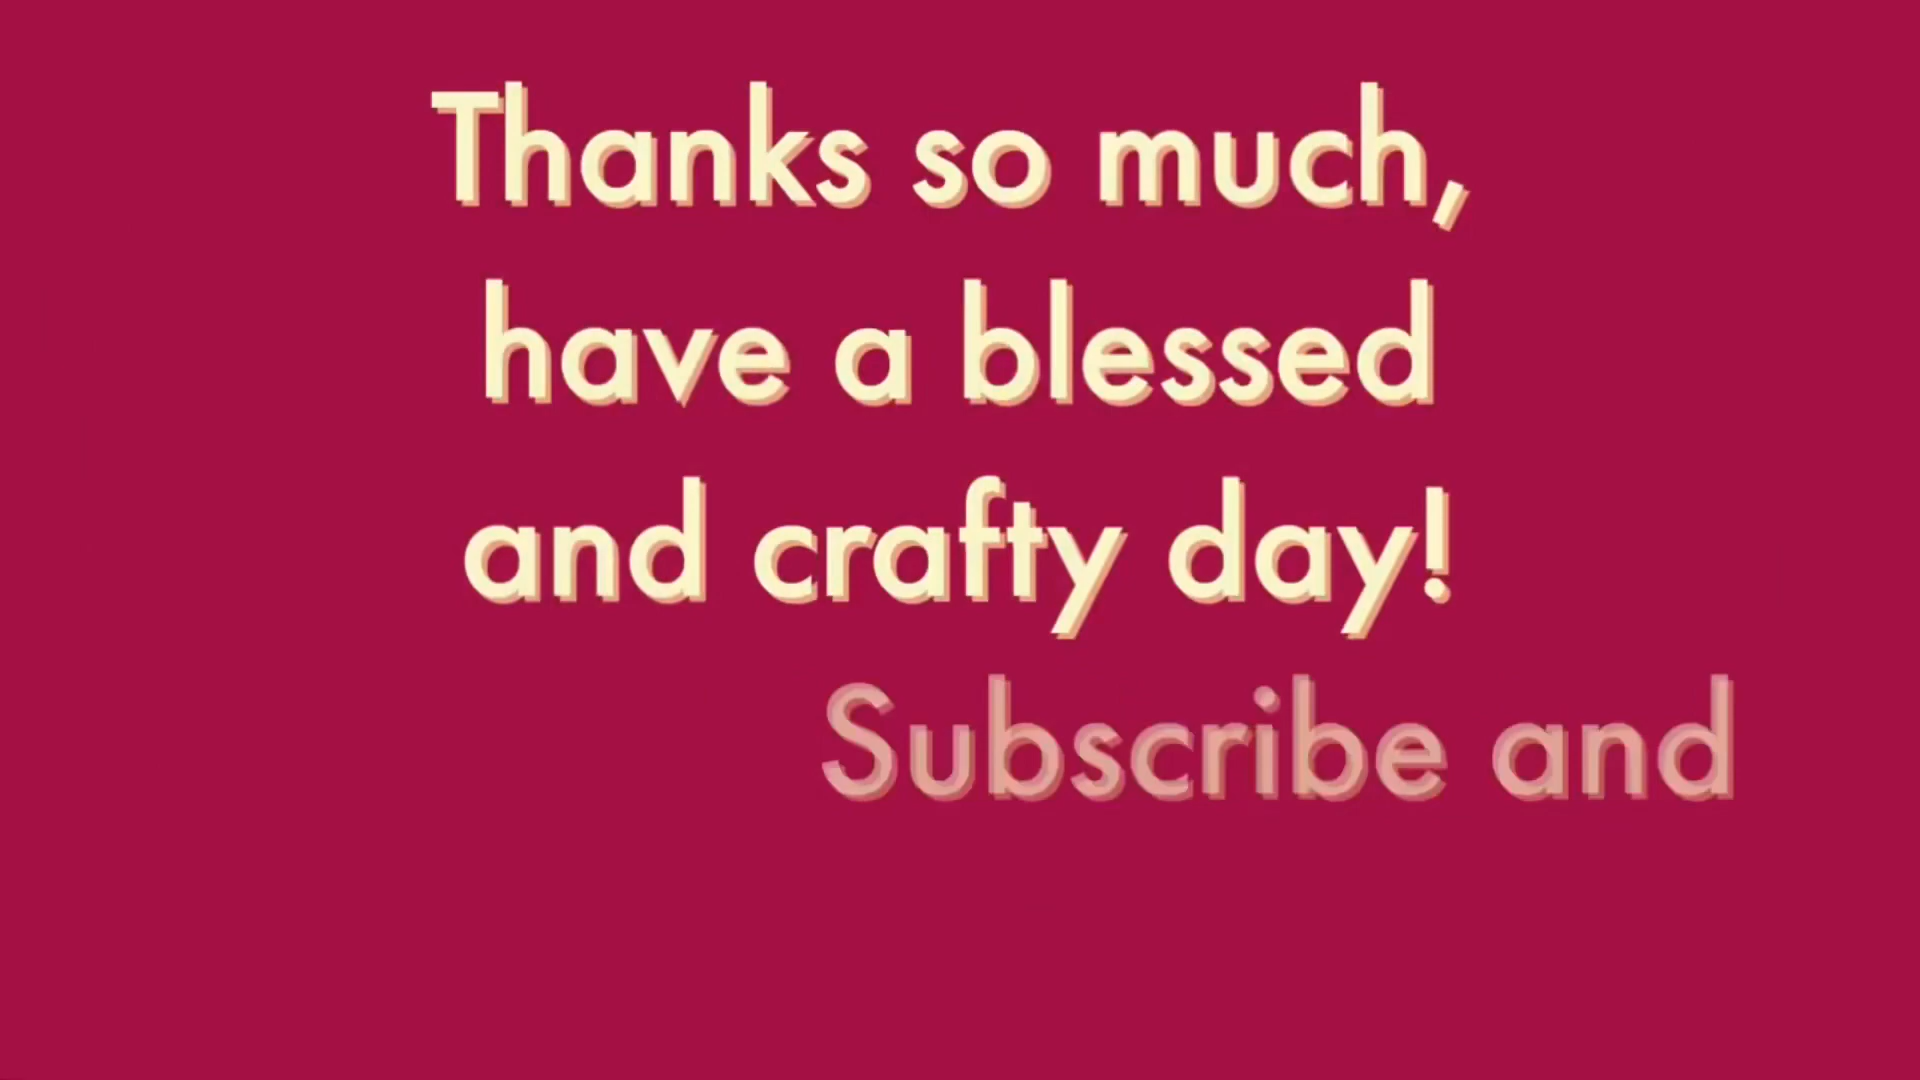 Thanks so much,
have a blessed
and crafty day!
Subscribe and